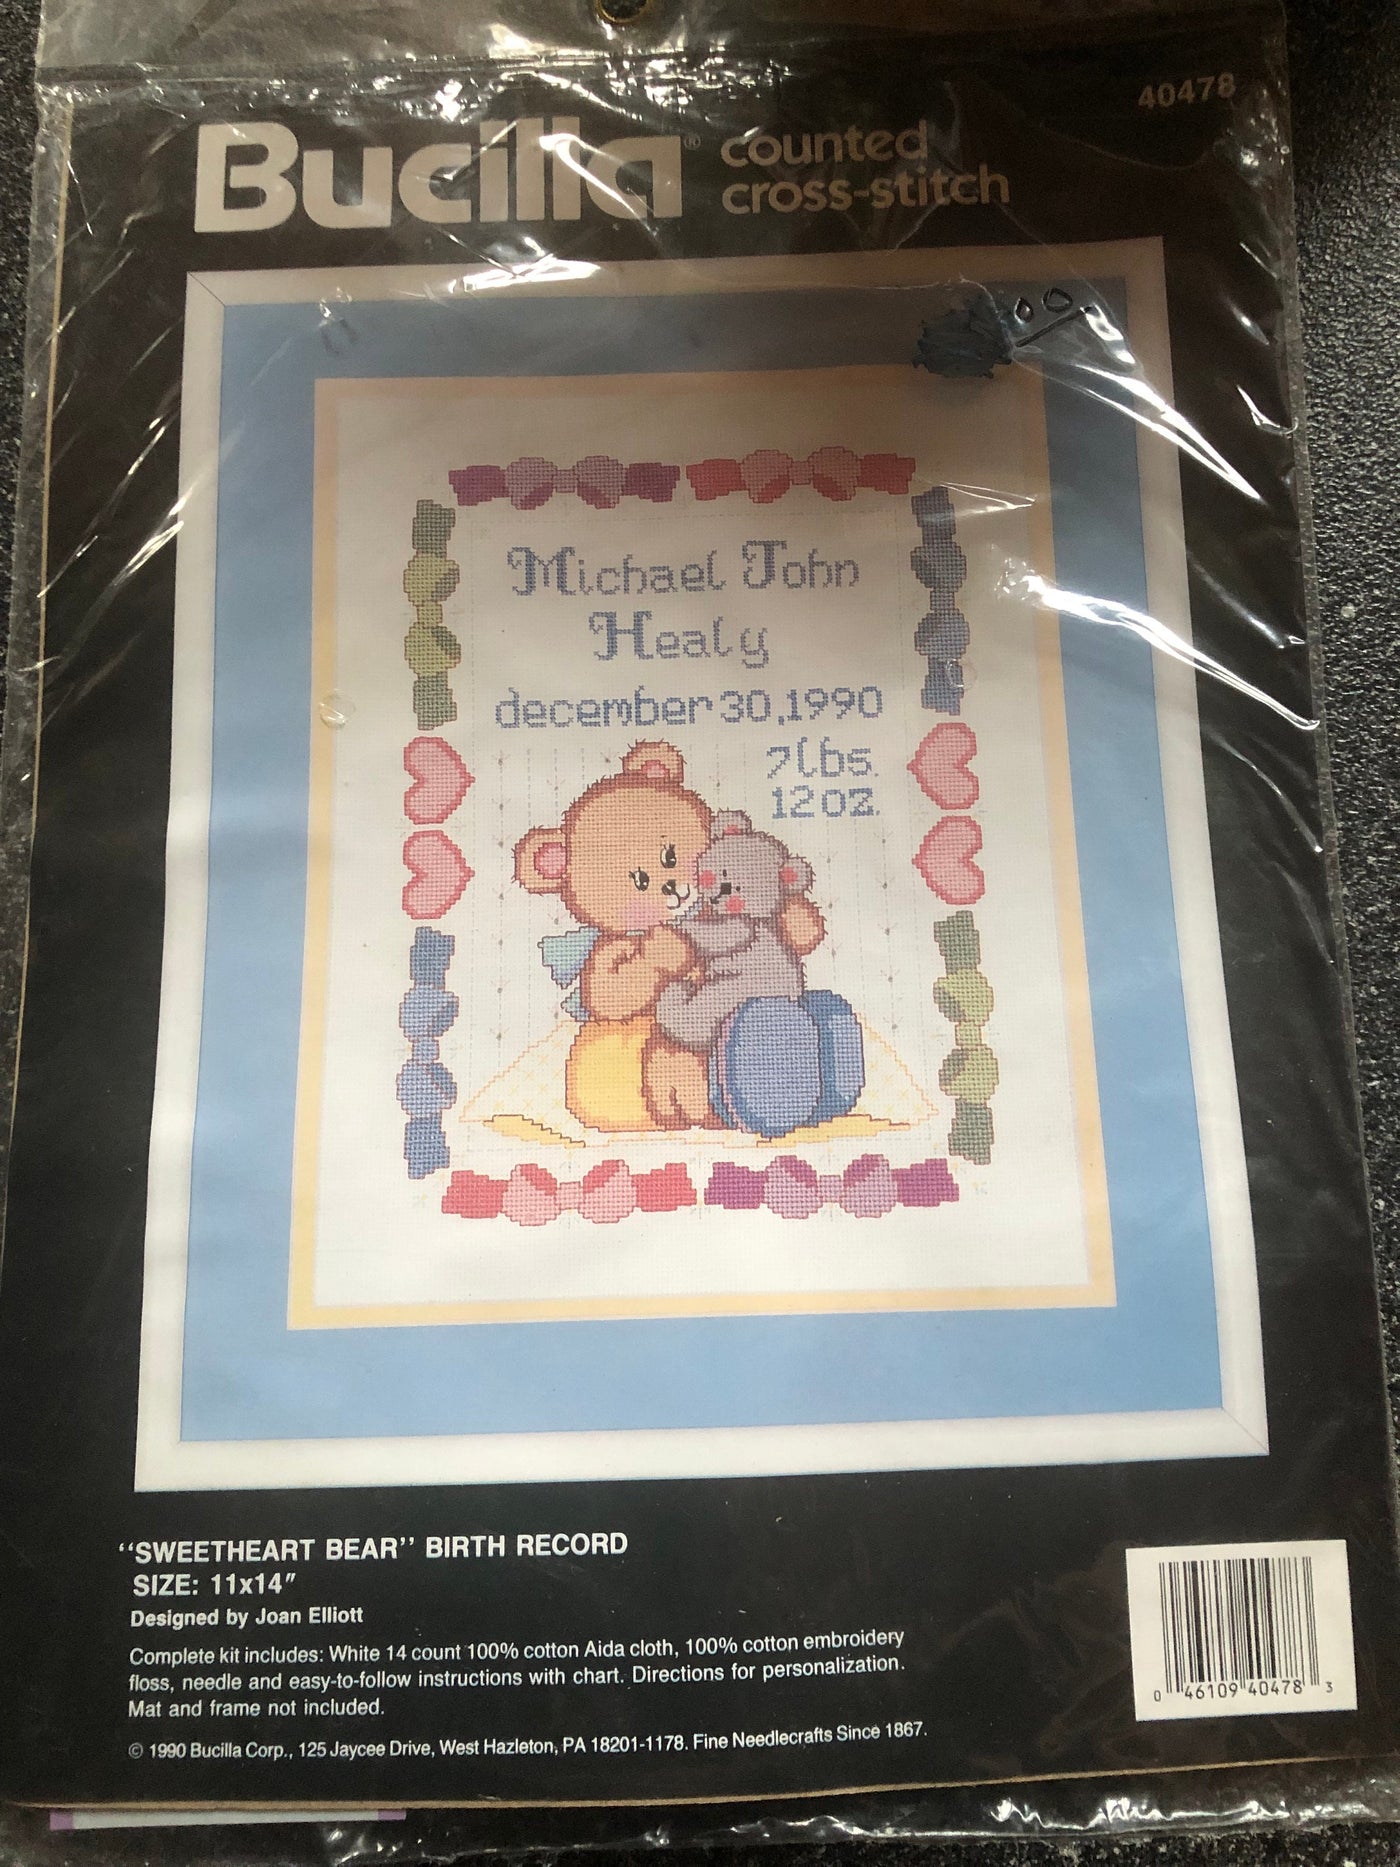 40478
Bucilla® counted
cross-stitch
Michael John
Healy
december 30, 1990
7lbs.
12oz.
‘‘SWEETHEART BEAR’’ BIRTH RECORD
SIZE: 11x14″
Designed by Joan Elliott
Complete kit includes: White 14 count 100% cotton Aida cloth, 100% cotton embroidery
floss, needle and easy-to-follow instructions with chart. Directions for personalization.
Mat and frame not included.
© 1990 Bucilla Corp., 125 Jaycee Drive, West Hazleton, PA 18201-1178. Fine Needlecrafts Since 1867.
0 46109 40478 3